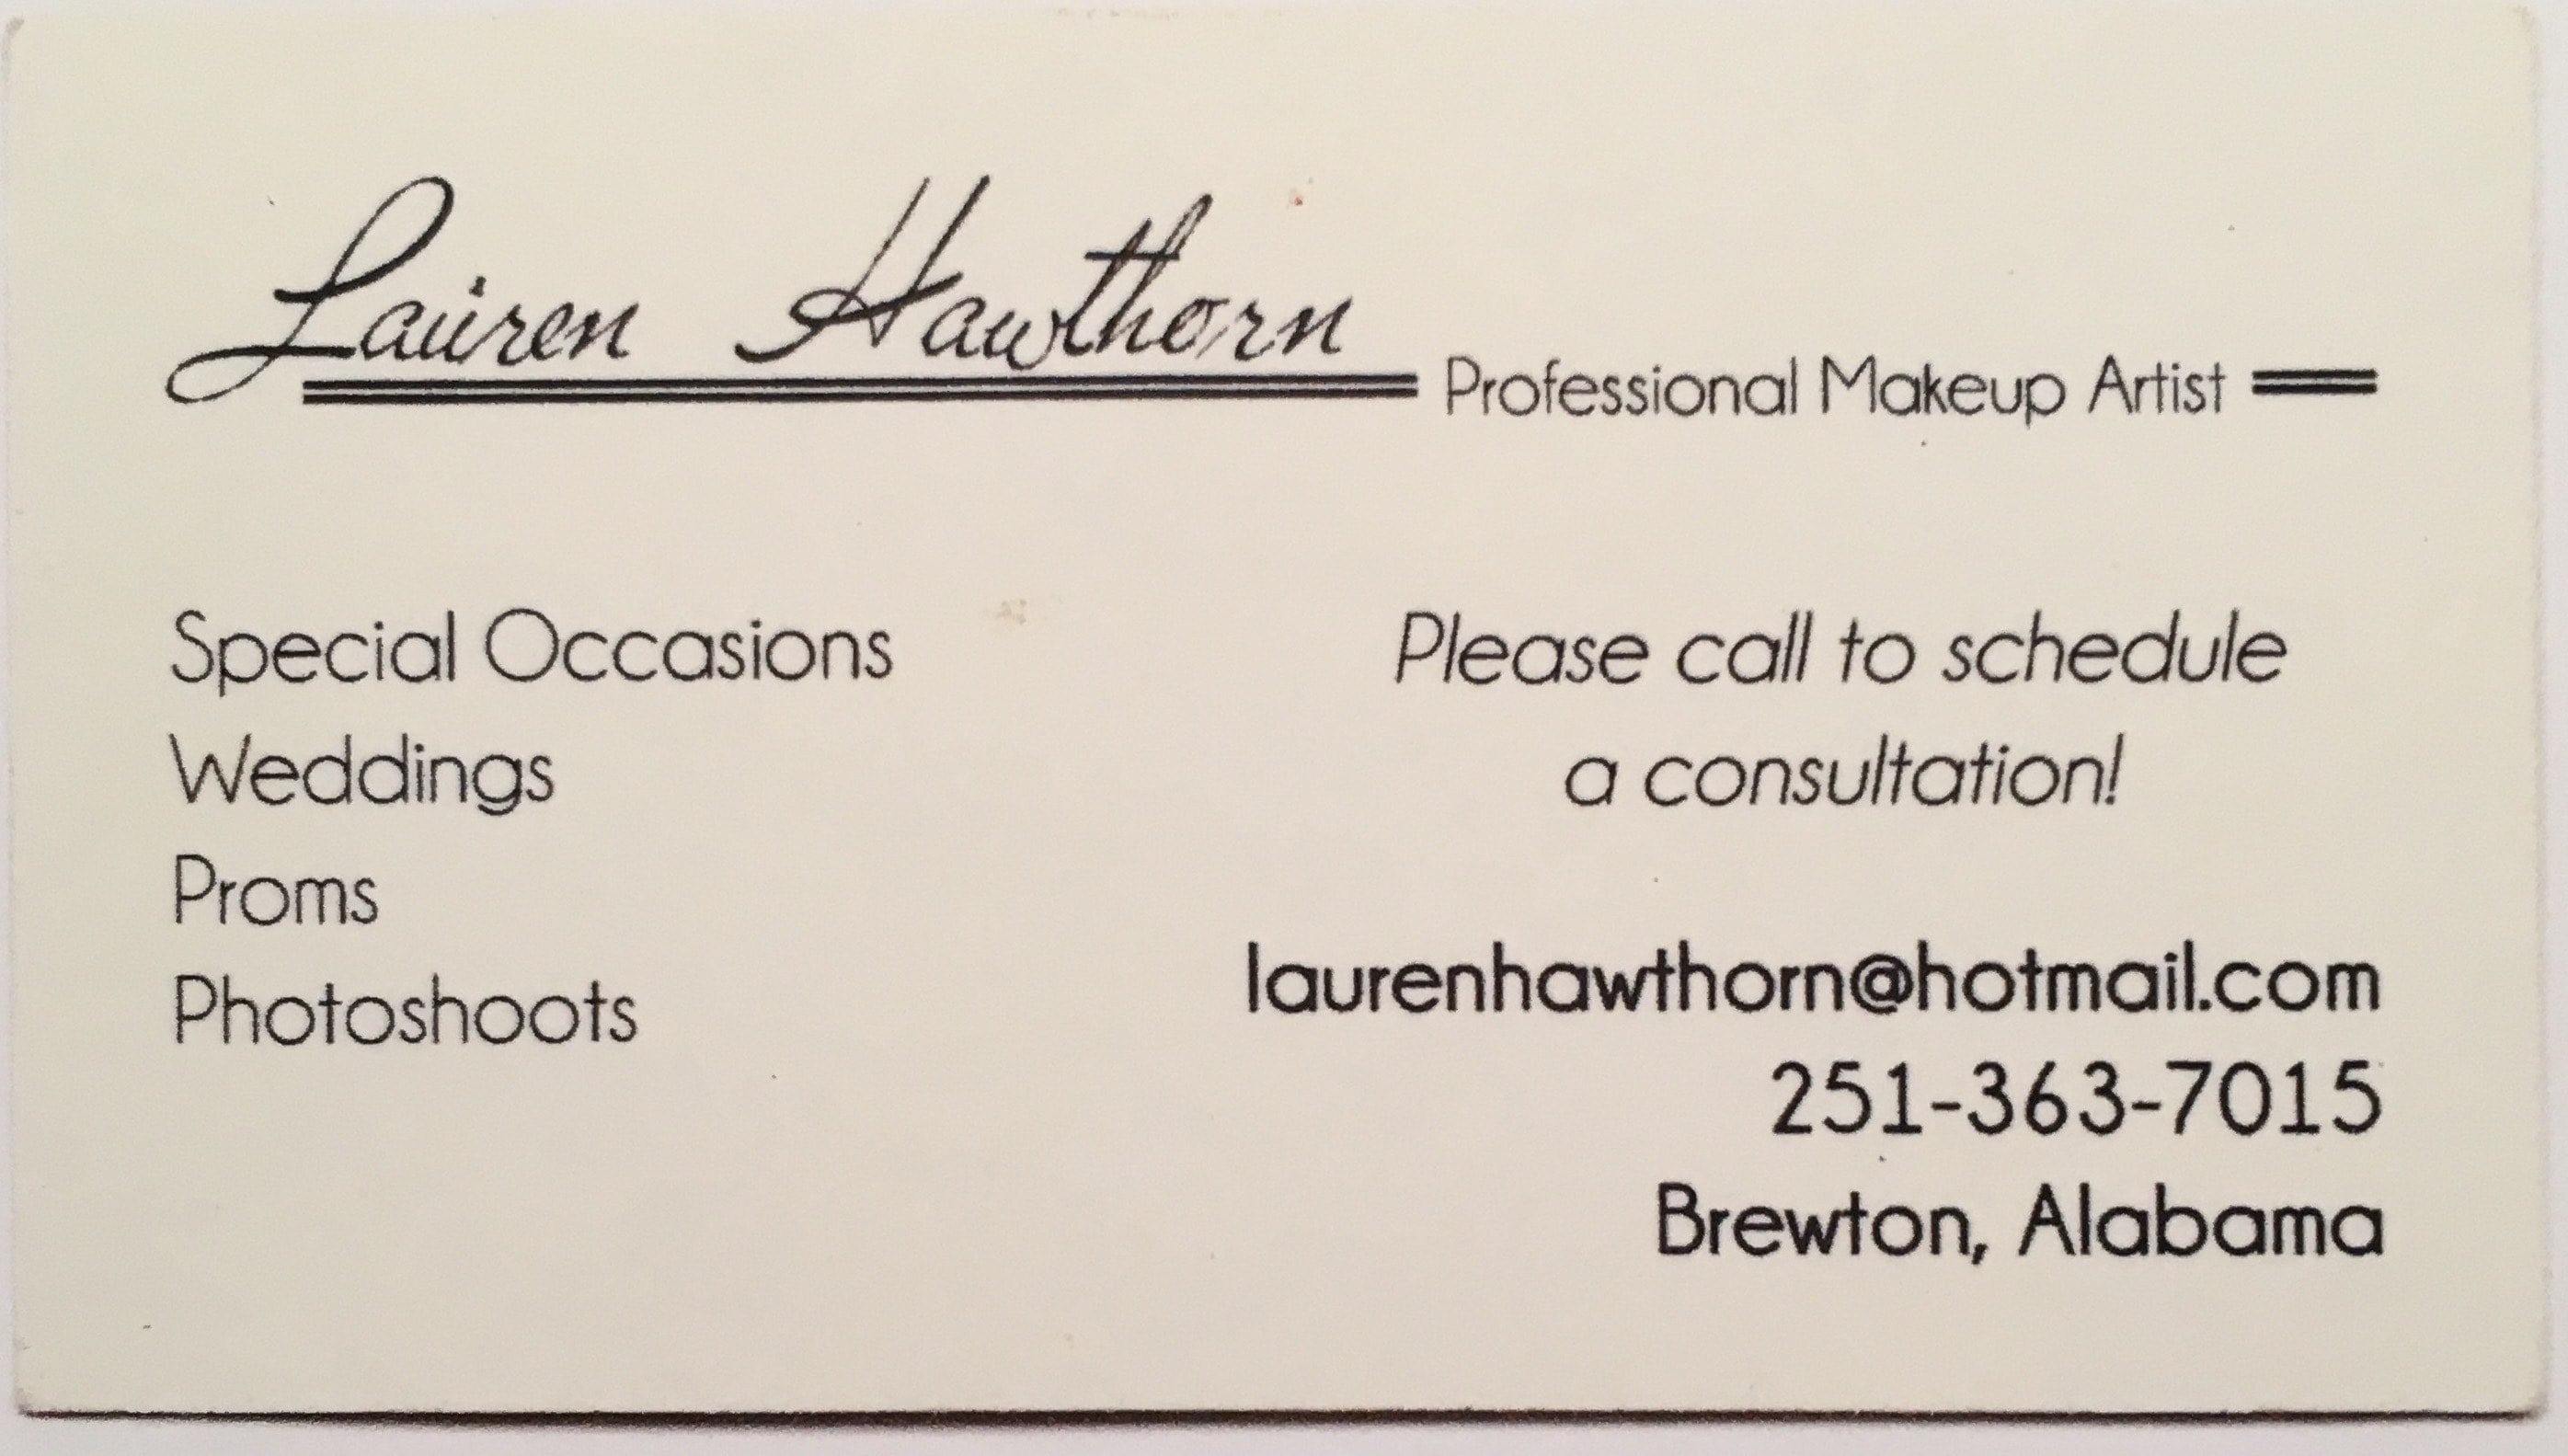 Lauren Hawthorn
Professional Makeup Artist
Special Occasions
Weddings
Proms
Photoshoots
Please call to schedule
a consultation!
laurenhawthorn@hotmail.com
251-363-7015
Brewton, Alabama